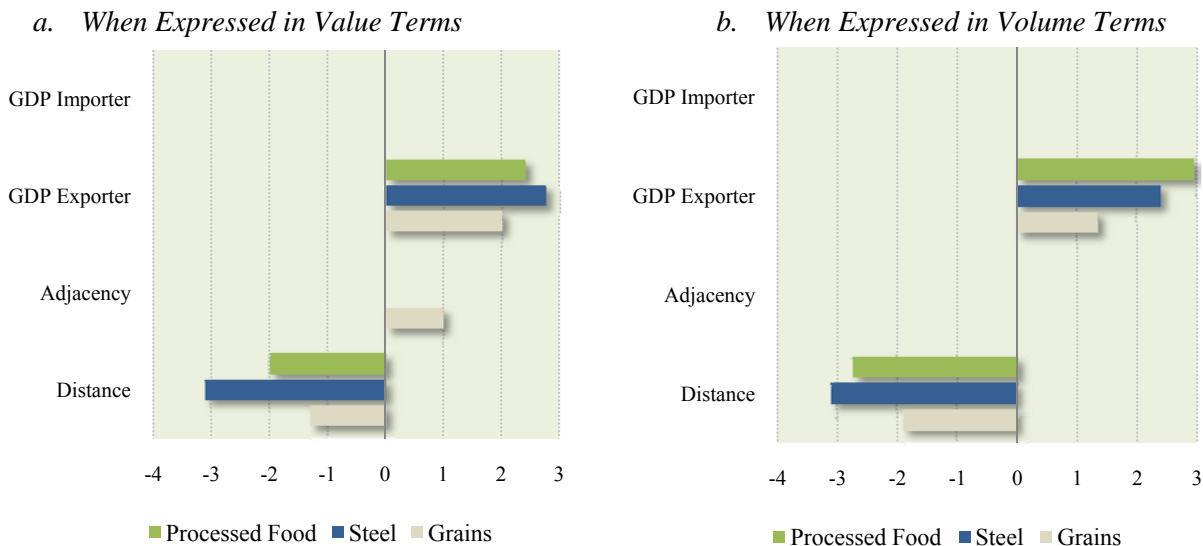 a. When Expressed in Value Terms
GDP Importer
GDP Exporter
Adjacency
Distance
-4 -3 -2 -1 0 1 2 3
Processed Food Steel Grains
b. When Expressed in Volume Terms
GDP Importer
GDP Exporter
Adjacency
Distance
-4 -3 -2 -1 0 1 2 3
Processed Food Steel Grains